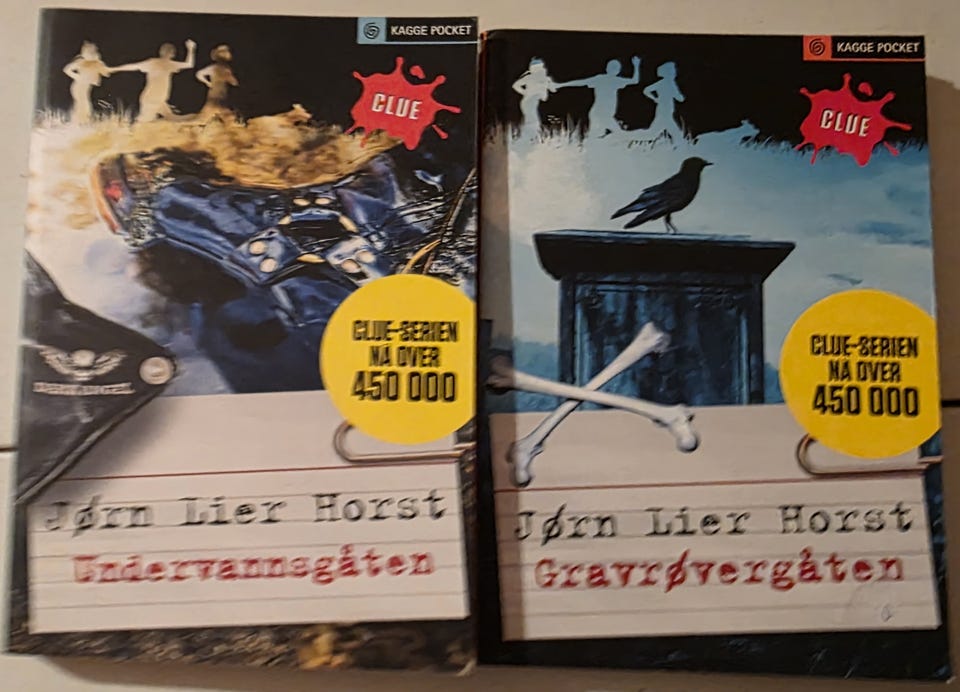 KAGGE POCKET
CLUE
CLUE-SERIEN
NÅ OVER
450 000
Jørn Lier Horst
Undervannsgåten
KAGGE POCKET
CLUE
CLUE-SERIEN
NÅ OVER
450 000
Jørn Lier Horst
Gravrøvergåten